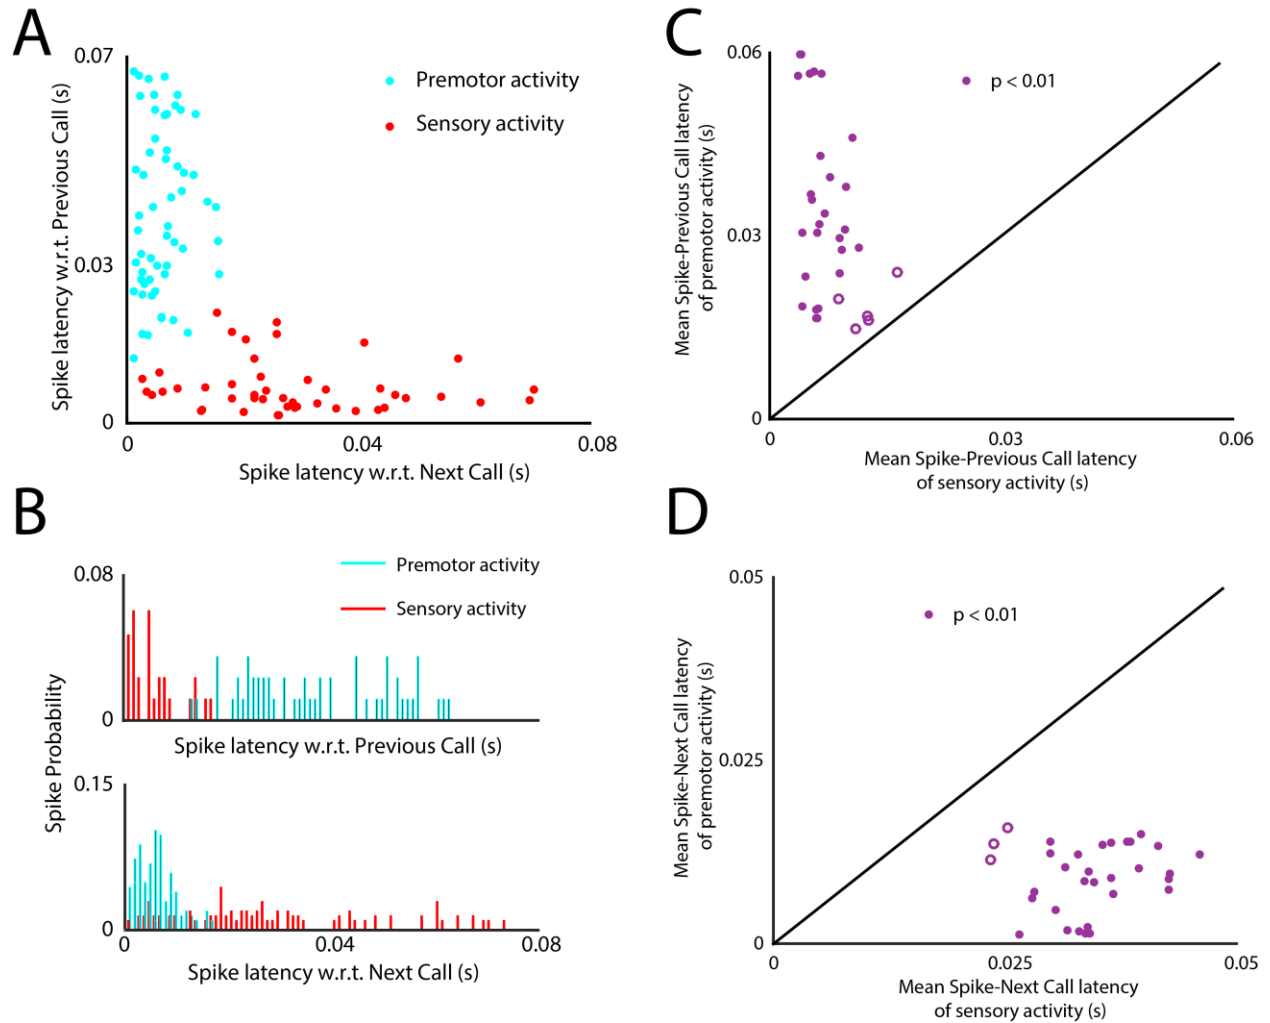 A
0.07
Spike latency w.r.t. Previous Call (s)
Premotor activity
Sensory activity
0.03
0
0
0.04
0.08
Spike latency w.r.t. Next Call (s)
B
Spike Probability
0.08
Premotor activity
Sensory activity
0
Spike latency w.r.t. Previous Call (s)
0.15
0
0
0.04
0.08
Spike latency w.r.t. Next Call (s)
C
0.06
Mean Spike-Previous Call latency
of premotor activity (s)
p < 0.01
0.03
0
0
0.03
0.06
Mean Spike-Previous Call latency
of sensory activity (s)
D
0.05
Mean Spike-Next Call latency
of premotor activity (s)
p < 0.01
0.025
0
0
0.025
0.05
Mean Spike-Next Call latency
of sensory activity (s)